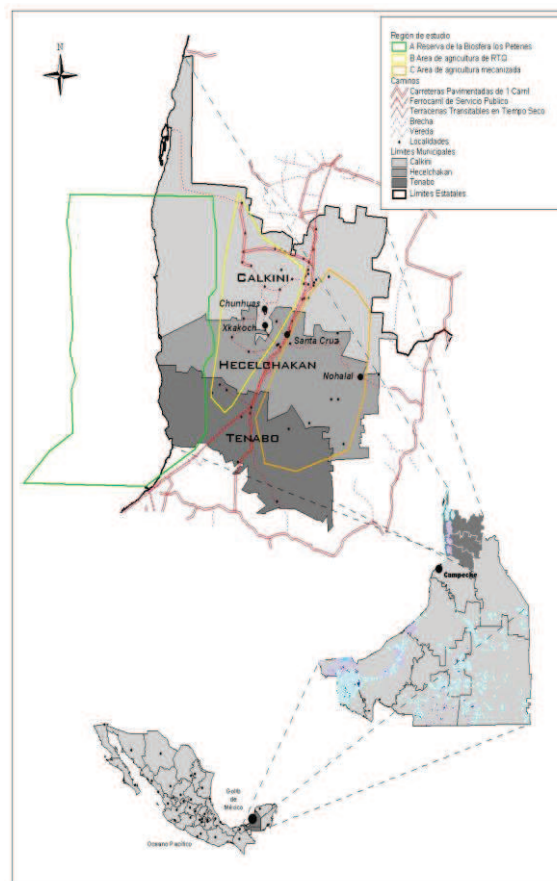 N
Región de estudio
A Reserva de la Biosfera los Petenes
B Area de agricultura de RTQ
C Area de agricultura mecanizada
Caminos
Carreteras Pavimentadas de 1 Carril
Ferrocarril de Servicio Publico
Terracerias Transitables en Tiempo Seco
Brecha
Vereda
Localidades
Limites Municipales
Calkini
Hecelchakan
Tenabo
Limites Estatales
CALKINI
Chunhuas
Xkakoch
Santa Cruz
HECELCHAKAN
Nohalal
TENABO
Campeche
Golfo
de
México
Oceano Pacífico